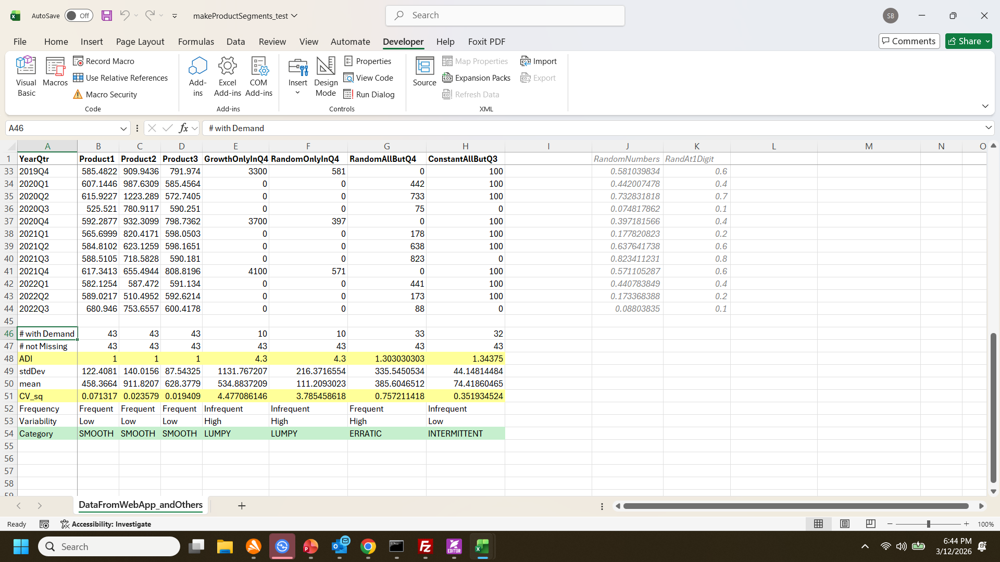 AutoSave Off makeProductSegments_test Search SB
File Home Insert Page Layout Formulas Data Review View Automate Developer Help Foxit PDF Comments Share
Visual Basic
Macros
Record Macro
Use Relative References
Macro Security
Code
Add-ins
Excel Add-ins
COM Add-ins
Add-ins
Insert
Design Mode
Properties
View Code
Run Dialog
Controls
Source
Map Properties
Expansion Packs
Refresh Data
Import
Export
XML
A46 fx # with Demand
A B C D E F G H I J K L M N O
1 YearQtr Product1 Product2 Product3 GrowthOnlyInQ4 RandomOnlyInQ4 RandomAllButQ4 ConstantAllButQ3 RandomNumbers RandAt1Digit
33 2019Q4 585.4822 909.9436 791.974 3300 581 0 100 0.581039834 0.6
34 2020Q1 607.1446 987.6309 585.4564 0 0 442 100 0.442007478 0.4
35 2020Q2 615.9227 1223.289 572.7405 0 0 733 100 0.732831818 0.7
36 2020Q3 525.521 780.9117 590.251 0 0 75 0 0.074817862 0.1
37 2020Q4 592.2877 932.3099 798.7362 3700 397 0 100 0.397181566 0.4
38 2021Q1 565.6999 820.4171 598.0503 0 0 178 100 0.177820823 0.2
39 2021Q2 584.8102 623.1259 598.1651 0 0 638 100 0.637641738 0.6
40 2021Q3 588.5105 718.5828 590.181 0 0 823 0 0.823411231 0.8
41 2021Q4 617.3413 655.4944 808.8196 4100 571 0 100 0.571105287 0.6
42 2022Q1 582.1254 587.472 591.134 0 0 441 100 0.440783849 0.4
43 2022Q2 589.0217 510.4952 592.6214 0 0 173 100 0.173368388 0.2
44 2022Q3 680.946 753.6557 600.4178 0 0 88 0 0.08803835 0.1
45
46 # with Demand 43 43 43 10 10 33 32
47 # not Missing 43 43 43 43 43 43 43
48 ADI 1 1 1 4.3 4.3 1.303030303 1.34375
49 stdDev 122.4081 140.0156 87.54325 1131.767207 216.3716554 335.5450534 44.14814484
50 mean 458.3664 911.8207 628.3779 534.8837209 111.2093023 385.6046512 74.41860465
51 CV_sq 0.071317 0.023579 0.019409 4.477086146 3.785458618 0.757211418 0.351934524
52 Frequency Frequent Frequent Frequent Infrequent Infrequent Frequent Infrequent
53 Variability Low Low Low High High High Low
54 Category SMOOTH SMOOTH SMOOTH LUMPY LUMPY ERRATIC INTERMITTENT
55
56
57
58
59
DataFromWebApp_andOthers
Ready Accessibility: Investigate 100%
Search EDITOR 6:44 PM
3/12/2026